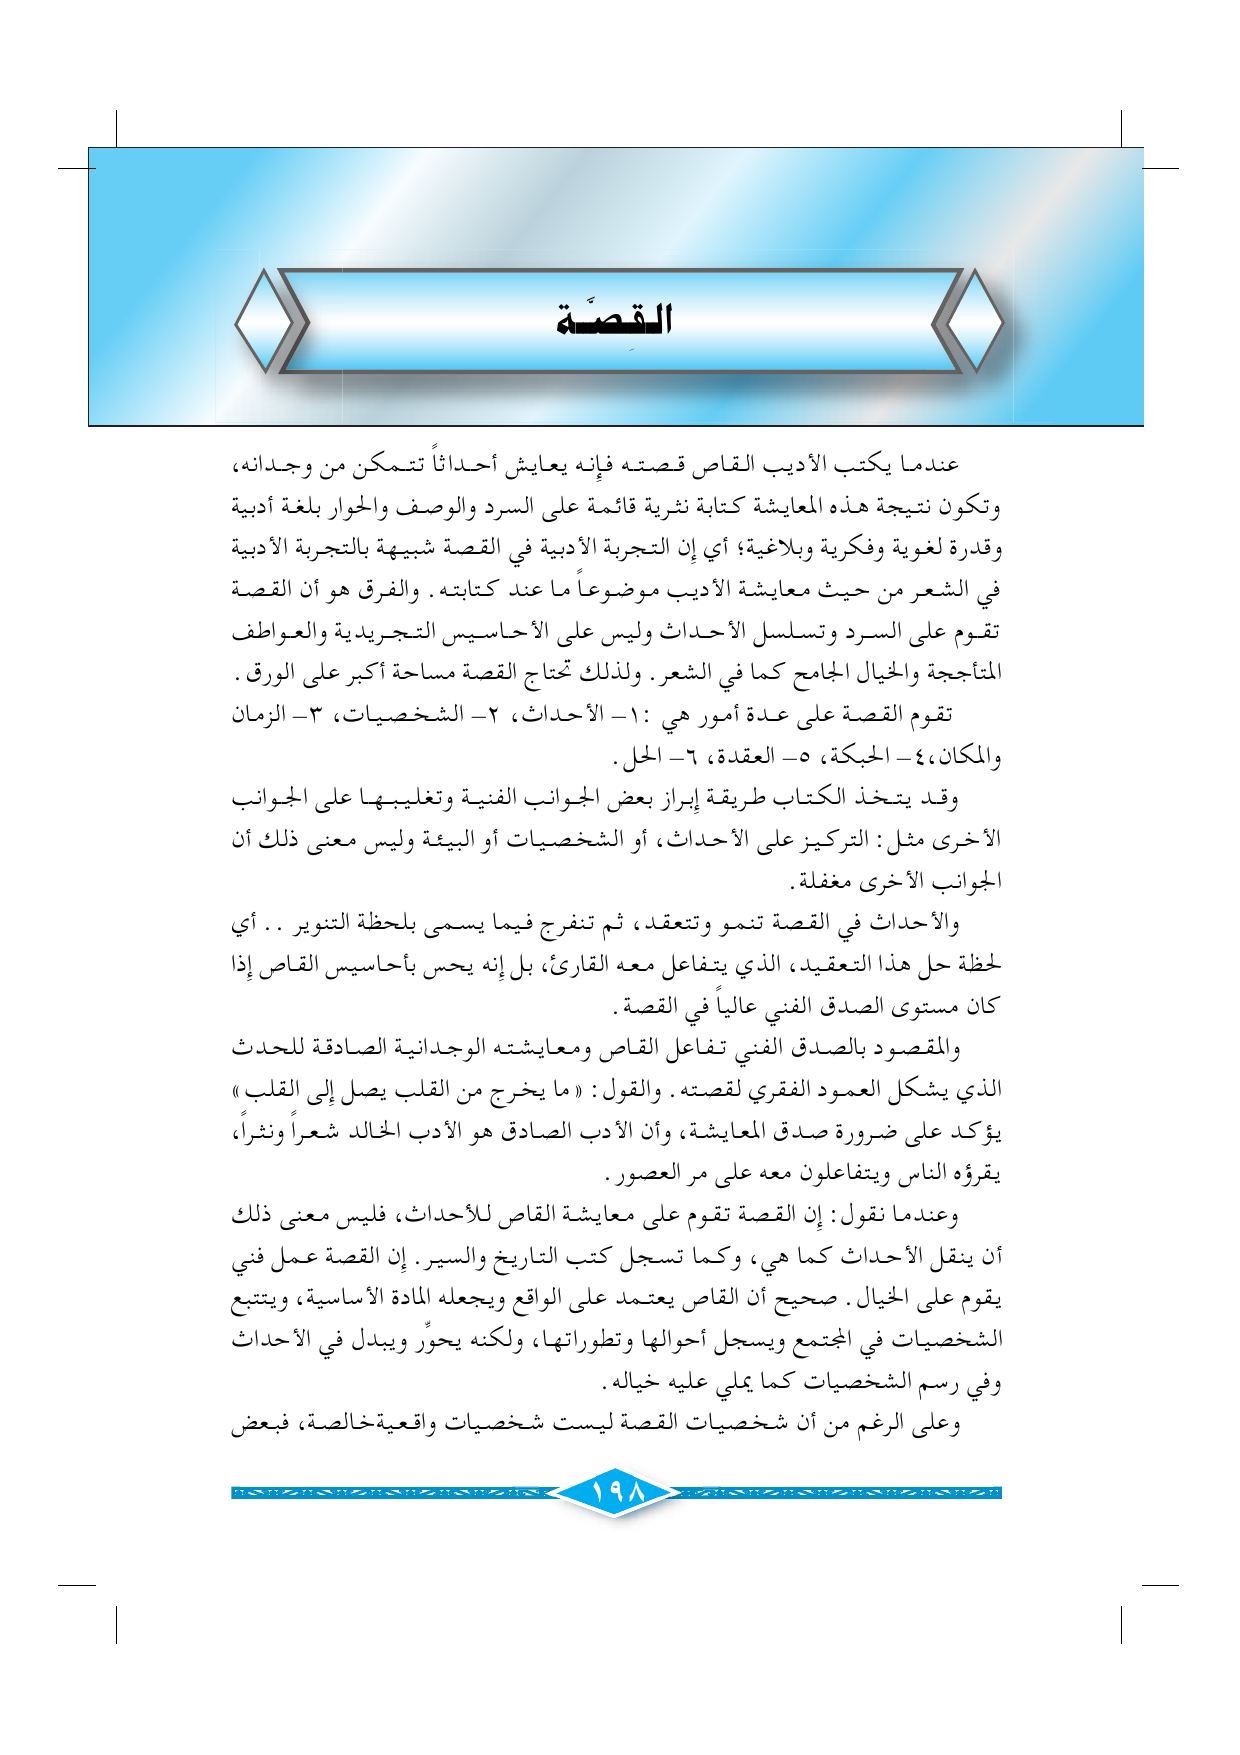 القِصَّة
عندما يكتب الأديب القاص قصته فإنه يعايش أحداثاً تتمكن من وجدانه،
وتكون نتيجة هذه المعايشة كتابة نثرية قائمة على السرد والوصف والحوار بلغة أدبية
وقدرة لغوية وفكرية وبلاغية؛ أي إن التجربة الأدبية في القصة شبيهة بالتجربة الأدبية
في الشعر من حيث معايشة الأديب موضوعاً ما عند كتابته. والفرق هو أن القصة
تقوم على السرد وتسلسل الأحداث وليس على الأحاسيس التجريدية والعواطف
المتأججة والخيال الجامح كما في الشعر. ولذلك تحتاج القصة مساحة أكبر على الورق.
تقوم القصة على عدة أمور هي: ١– الأحداث، ٢– الشخصيات، ٣– الزمان
والمكان،٤– الحبكة، ٥– العقدة، ٦– الحل.
وقد يتخذ الكتاب طريقة إبراز بعض الجوانب الفنية وتغليبها على الجوانب
الأخرى مثل: التركيز على الأحداث، أو الشخصيات أو البيئة وليس معنى ذلك أن
الجوانب الأخرى مغفلة.
والأحداث في القصة تنمو وتتعقد، ثم تنفرج فيما يسمى بلحظة التنوير .. أي
لحظة حل هذا التعقيد، الذي يتفاعل معه القارئ، بل إنه يحس بأحاسيس القاص إذا
كان مستوى الصدق الفني عالياً في القصة.
والمقصود بالصدق الفني تفاعل القاص ومعايشته الوجدانية الصادقة للحدث
الذي يشكل العمود الفقري لقصته. والقول: «ما يخرج من القلب يصل إلى القلب»
يؤكد على ضرورة صدق المعايشة، وأن الأدب الصادق هو الأدب الخالد شعراً ونثراً،
يقرؤه الناس ويتفاعلون معه على مر العصور.
وعندما نقول: إن القصة تقوم على معايشة القاص للأحداث، فليس معنى ذلك
أن ينقل الأحداث كما هي، وكما تسجل كتب التاريخ والسير. إن القصة عمل فني
يقوم على الخيال. صحيح أن القاص يعتمد على الواقع ويجعله المادة الأساسية، ويتتبع
الشخصيات في المجتمع ويسجل أحوالها وتطوراتها، ولكنه يحوِّر ويبدل في الأحداث
وفي رسم الشخصيات كما يملي عليه خياله.
وعلى الرغم من أن شخصيات القصة ليست شخصيات واقعيةخالصة، فبعض
١٩٨